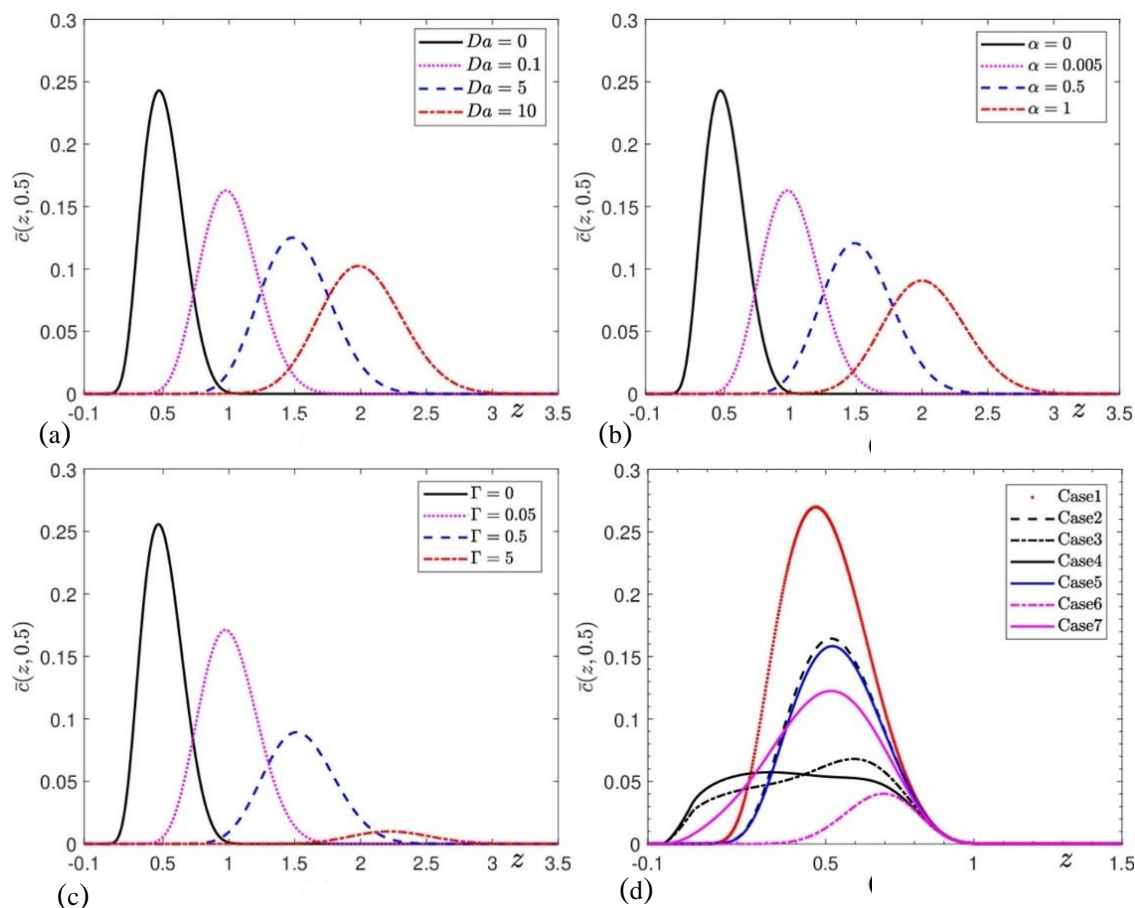 0.3
0.25
0.2
0.15
0.1
0.05
0
c̄(z, 0.5)
Da = 0
Da = 0.1
Da = 5
Da = 10
-0.1 0.5 1 1.5 2 2.5 3 z 3.5
(a)
0.3
0.25
0.2
0.15
0.1
0.05
0
c̄(z, 0.5)
α = 0
α = 0.005
α = 0.5
α = 1
-0.1 0.5 1 1.5 2 2.5 3 z 3.5
(b)
0.3
0.25
0.2
0.15
0.1
0.05
0
c̄(z, 0.5)
Γ = 0
Γ = 0.05
Γ = 0.5
Γ = 5
-0.1 0.5 1 1.5 2 2.5 3 z 3.5
(c)
0.3
0.25
0.2
0.15
0.1
0.05
0
c̄(z, 0.5)
Case1
Case2
Case3
Case4
Case5
Case6
Case7
-0.1 0.5 1 z 1.5
(d)